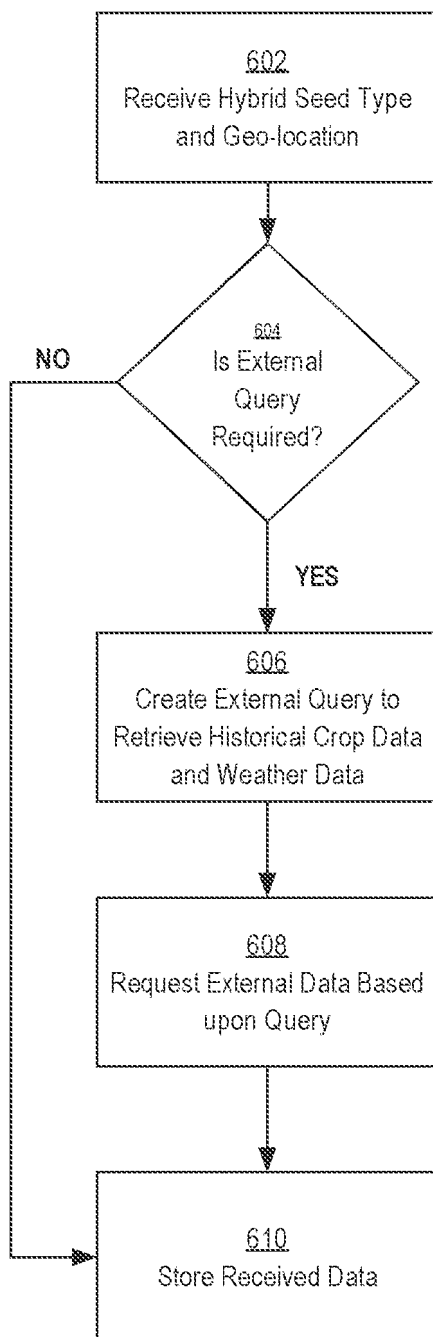 602
Receive Hybrid Seed Type
and Geo-location
604
Is External
Query
Required?
NO
YES
606
Create External Query to
Retrieve Historical Crop Data
and Weather Data
608
Request External Data Based
upon Query
610
Store Received Data